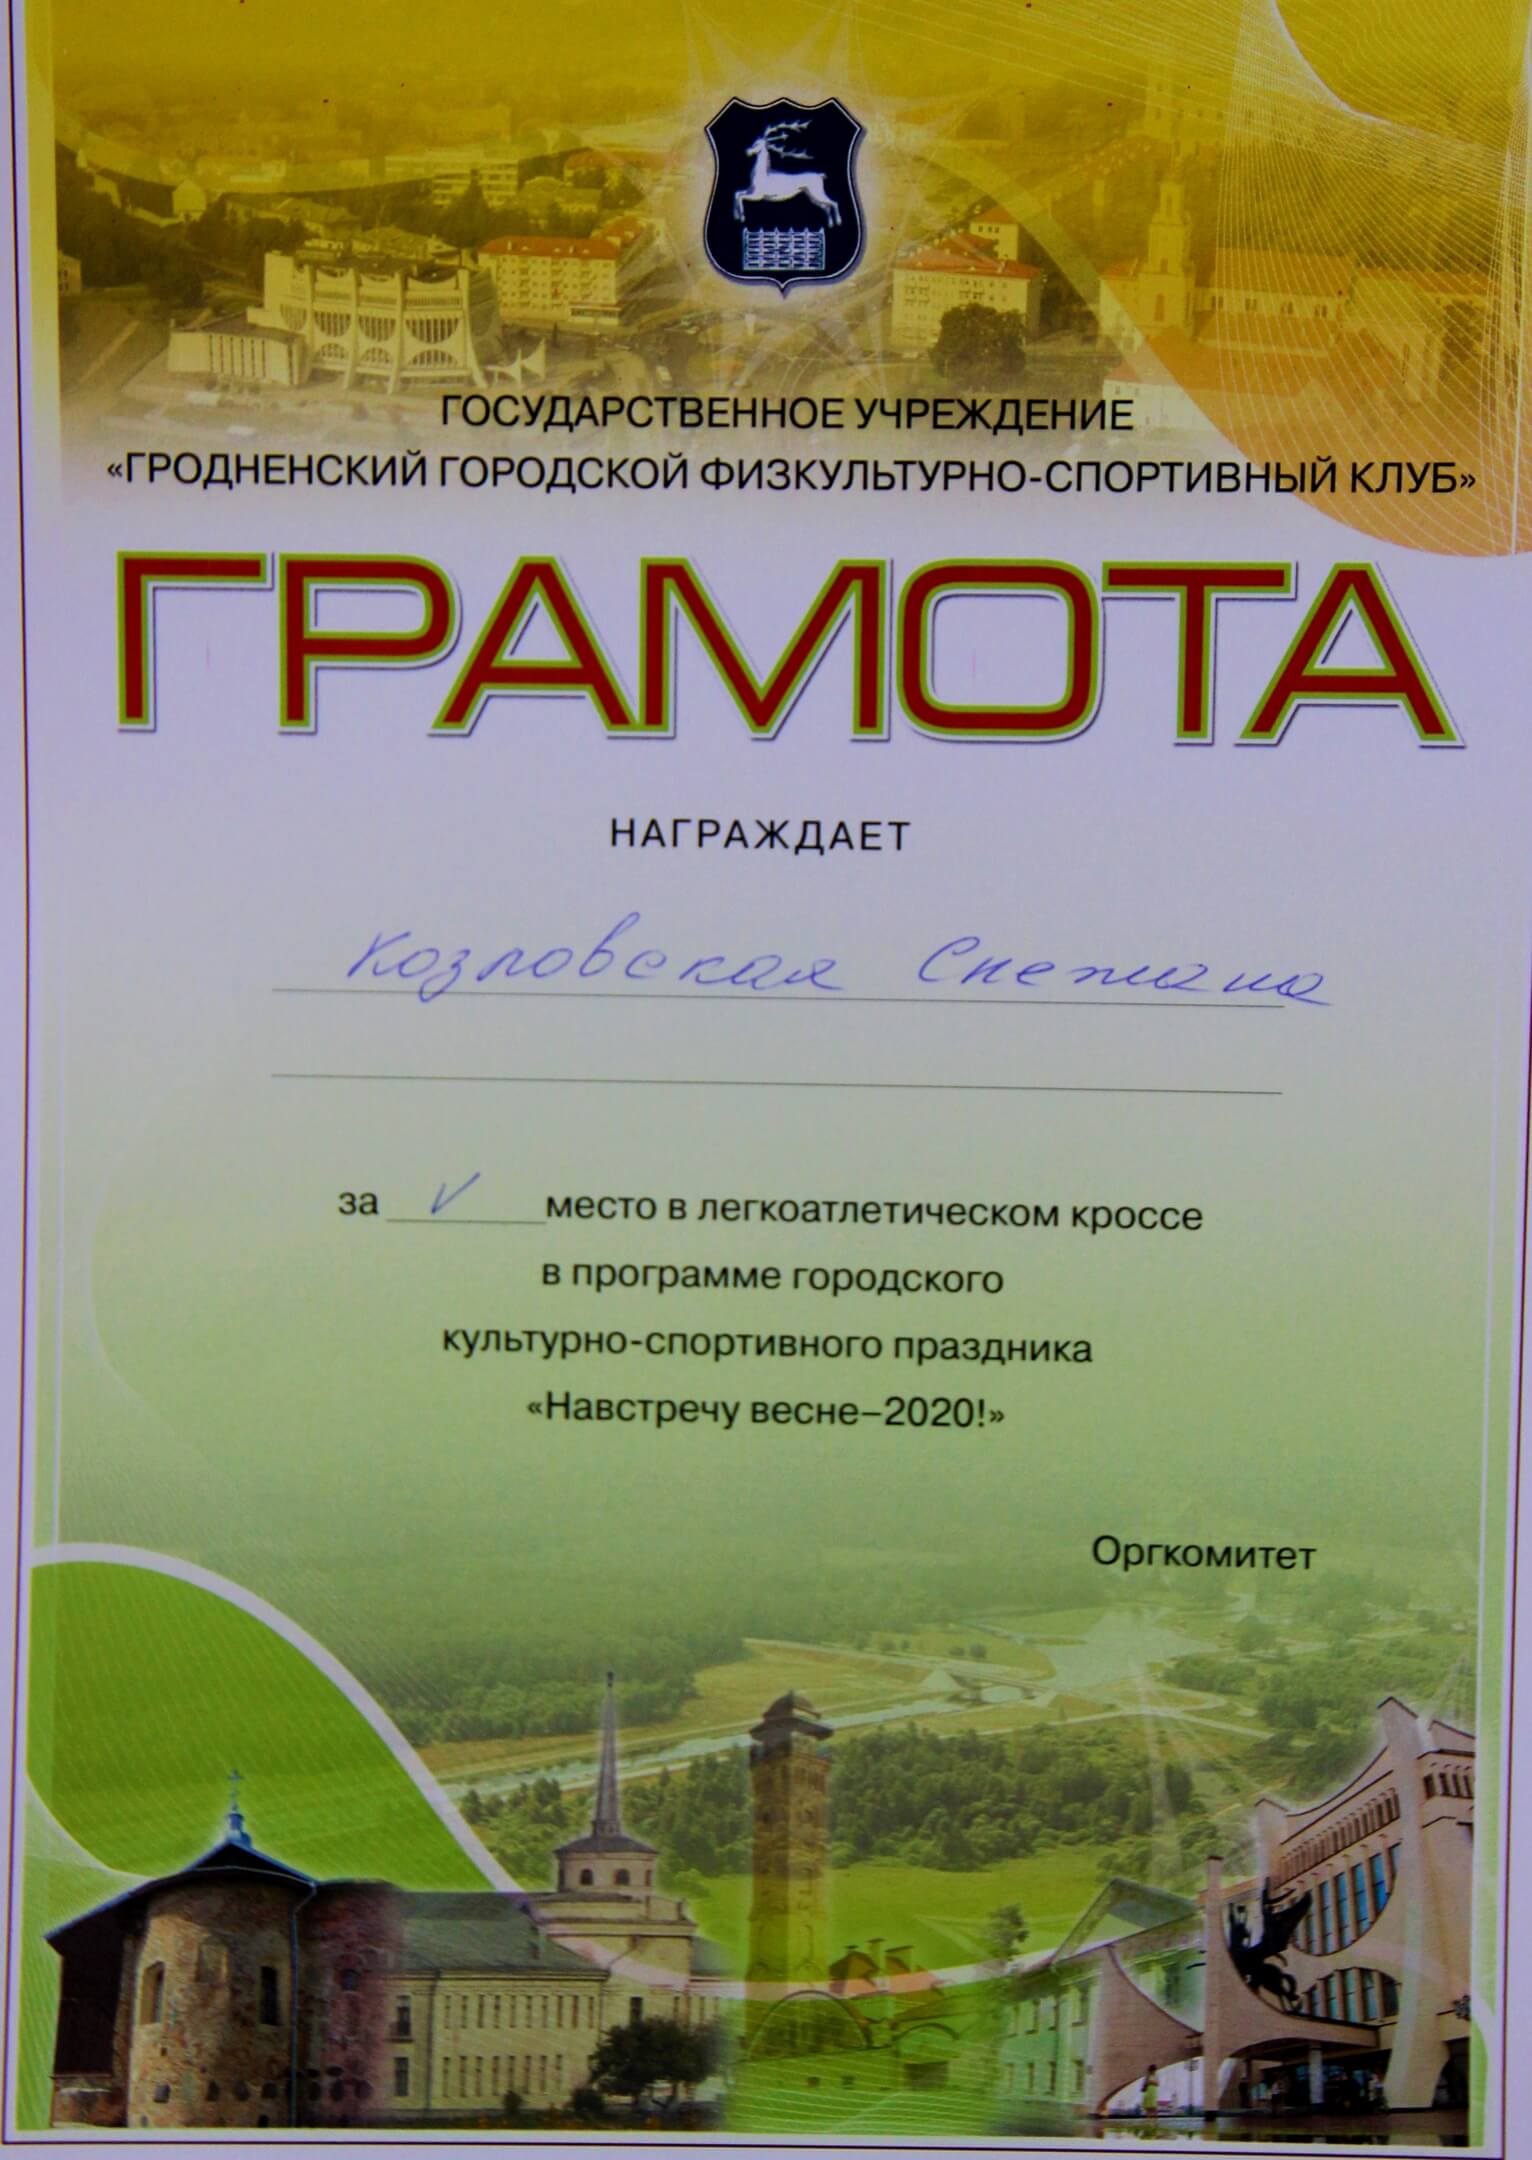 ГОСУДАРСТВЕННОЕ УЧРЕЖДЕНИЕ
«ГРОДНЕНСКИЙ ГОРОДСКОЙ ФИЗКУЛЬТУРНО-СПОРТИВНЫЙ КЛУБ»
ГРАМОТА
НАГРАЖДАЕТ
Козловская Снежана
за V место в легкоатлетическом кроссе
в программе городского
культурно-спортивного праздника
«Навстречу весне–2020!»
Оргкомитет